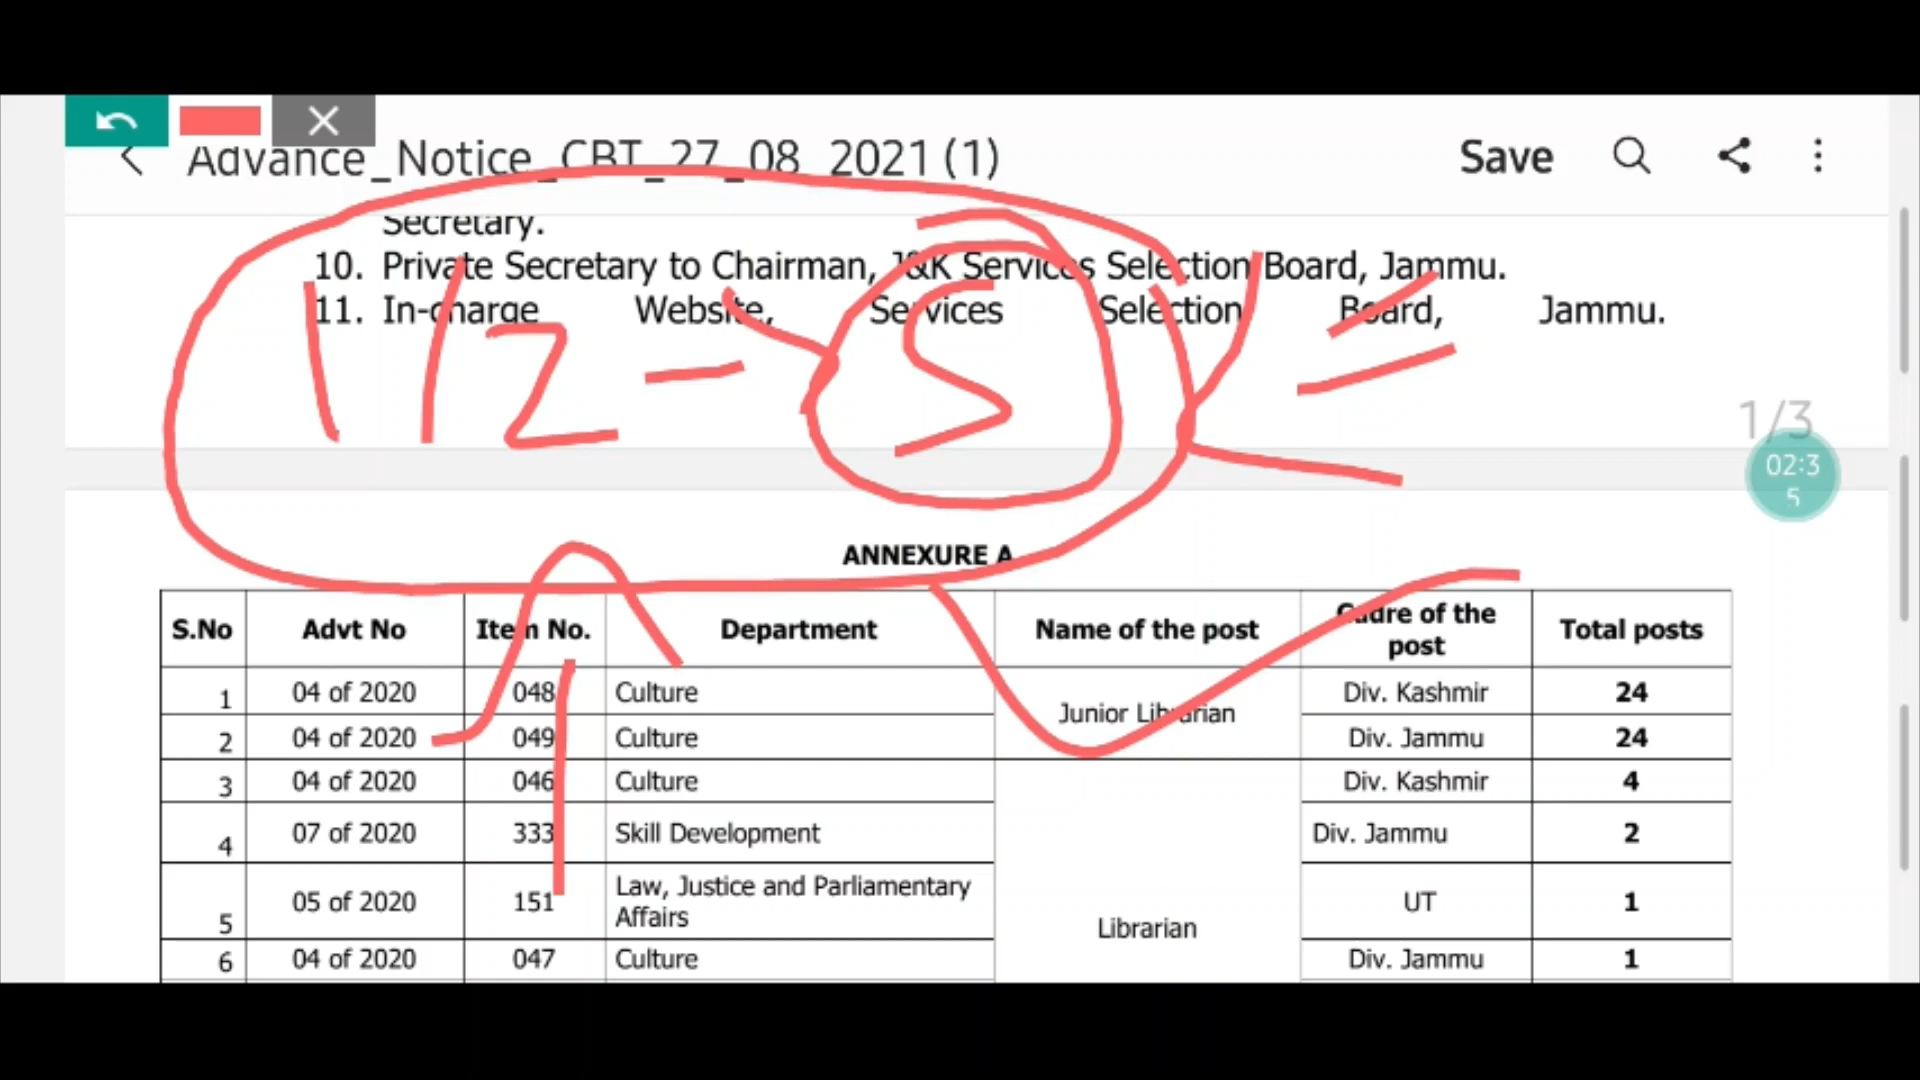 Advance_Notice_CBT_27_08_2021 (1)
Save
Secretary.
10. Private Secretary to Chairman, J&K Services Selection Board, Jammu.
11. In-charge Website, Services Selection Board, Jammu.
112 - 5
1/3
02:3
5
ANNEXURE A
S.No Advt No Item No. Department Name of the post Cadre of the post Total posts
1 04 of 2020 048 Culture Junior Librarian Div. Kashmir 24
2 04 of 2020 049 Culture Div. Jammu 24
3 04 of 2020 046 Culture Librarian Div. Kashmir 4
4 07 of 2020 333 Skill Development Div. Jammu 2
5 05 of 2020 151 Law, Justice and Parliamentary Affairs UT 1
6 04 of 2020 047 Culture Div. Jammu 1